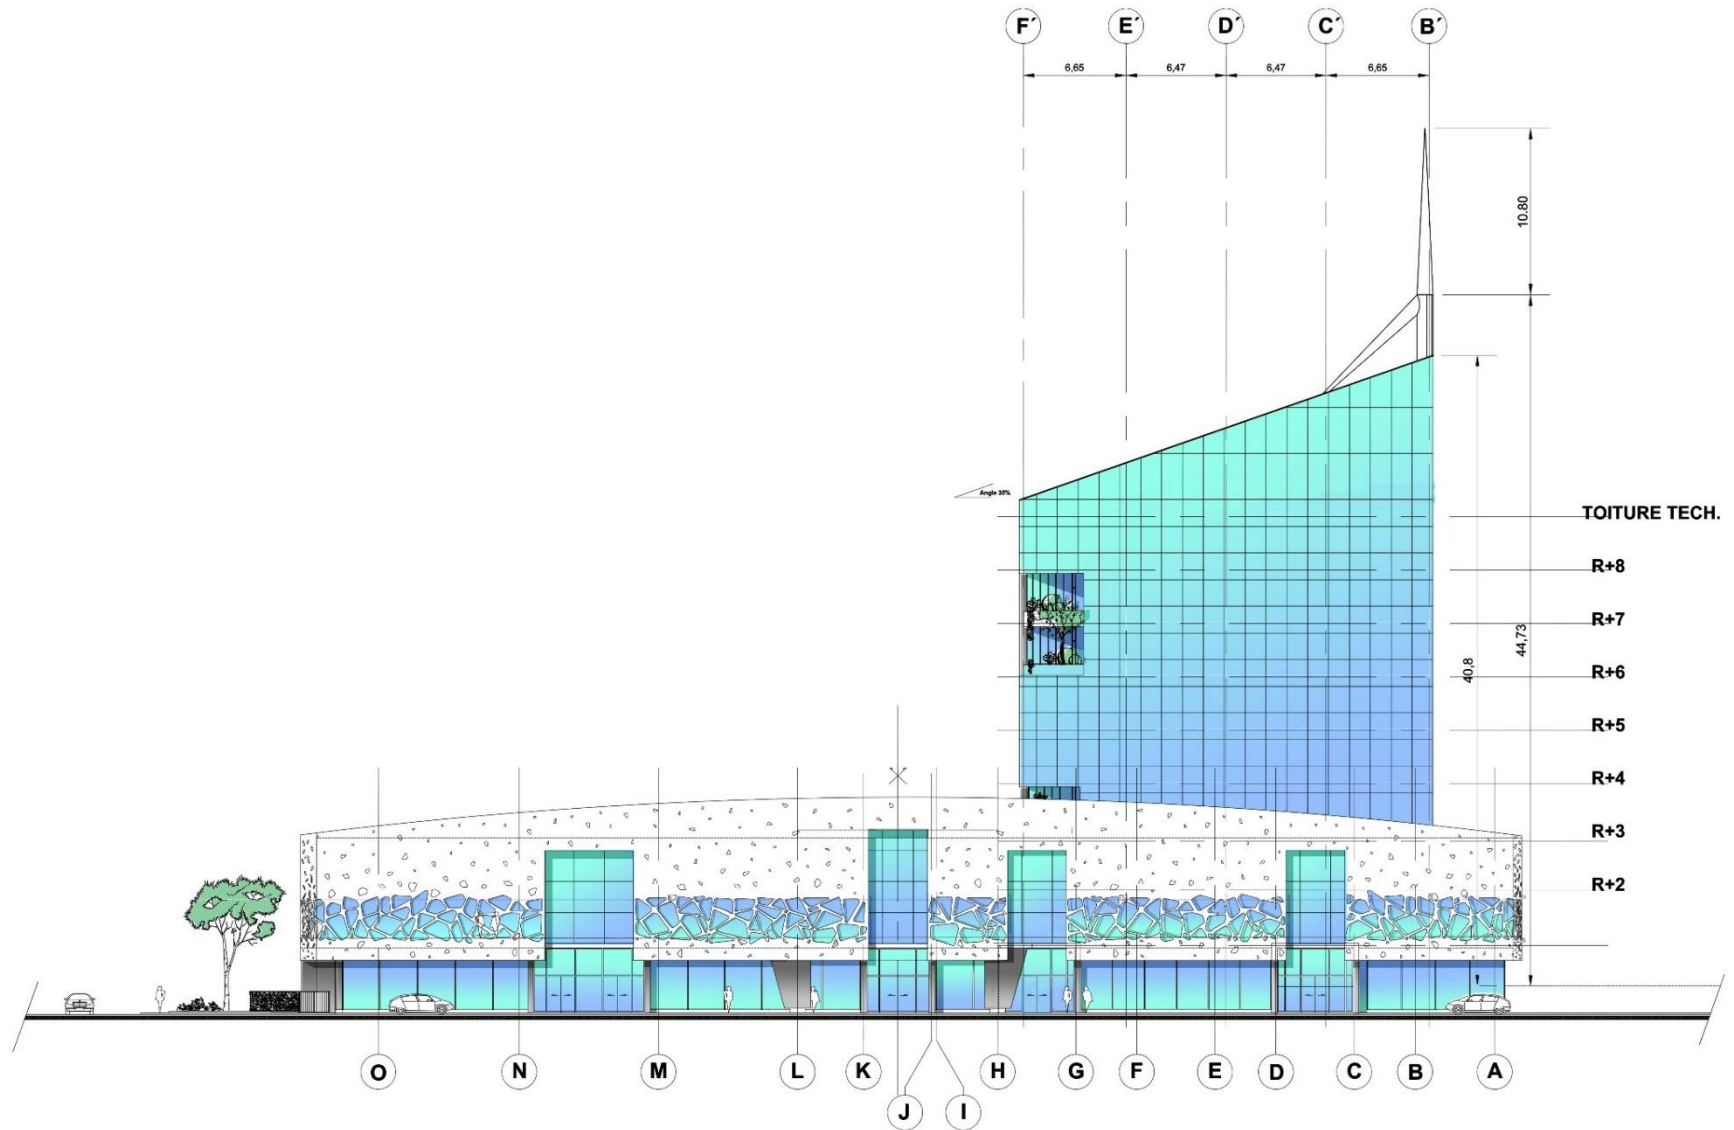 F´ E´ D´ C´ B´
6,65 6,47 6,47 6,65
10.80
Angle 35%
TOITURE TECH.
R+8
R+7
44,73
40,8
R+6
R+5
R+4
R+3
R+2
O N M L K H G F E D C B A
J I